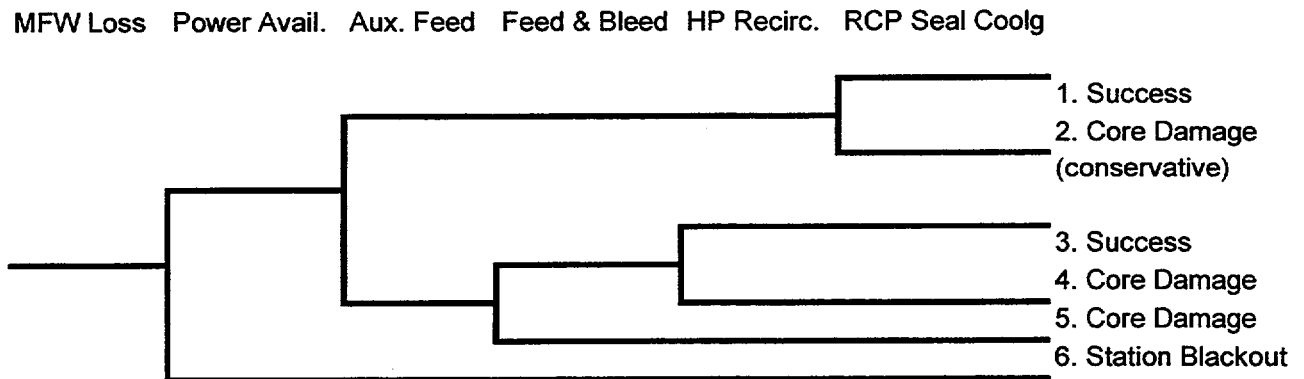 MFW Loss Power Avail. Aux. Feed Feed & Bleed HP Recirc. RCP Seal Coolg
1. Success
2. Core Damage
(conservative)
3. Success
4. Core Damage
5. Core Damage
6. Station Blackout